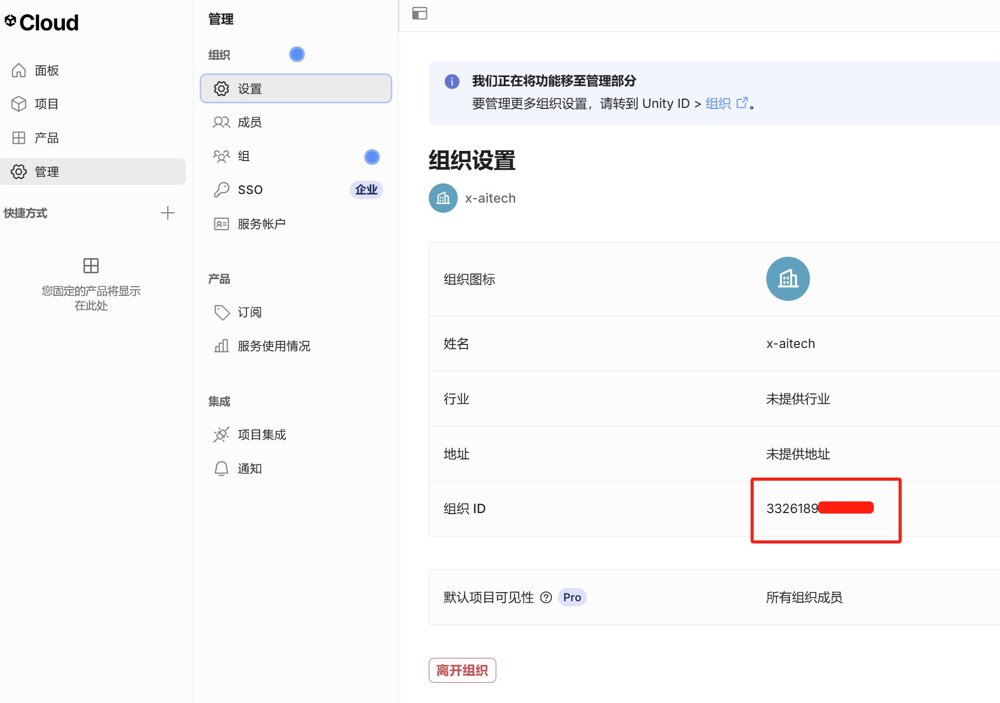 Cloud
面板
项目
产品
管理
快捷方式
您固定的产品将显示
在此处
管理
组织
设置
成员
组
SSO
企业
服务帐户
产品
订阅
服务使用情况
集成
项目集成
通知
我们正在将功能移至管理部分
要管理更多组织设置，请转到 Unity ID > 组织 。
组织设置
x-aitech
组织图标
姓名
x-aitech
行业
未提供行业
地址
未提供地址
组织 ID
3326189
默认项目可见性
Pro
所有组织成员
离开组织